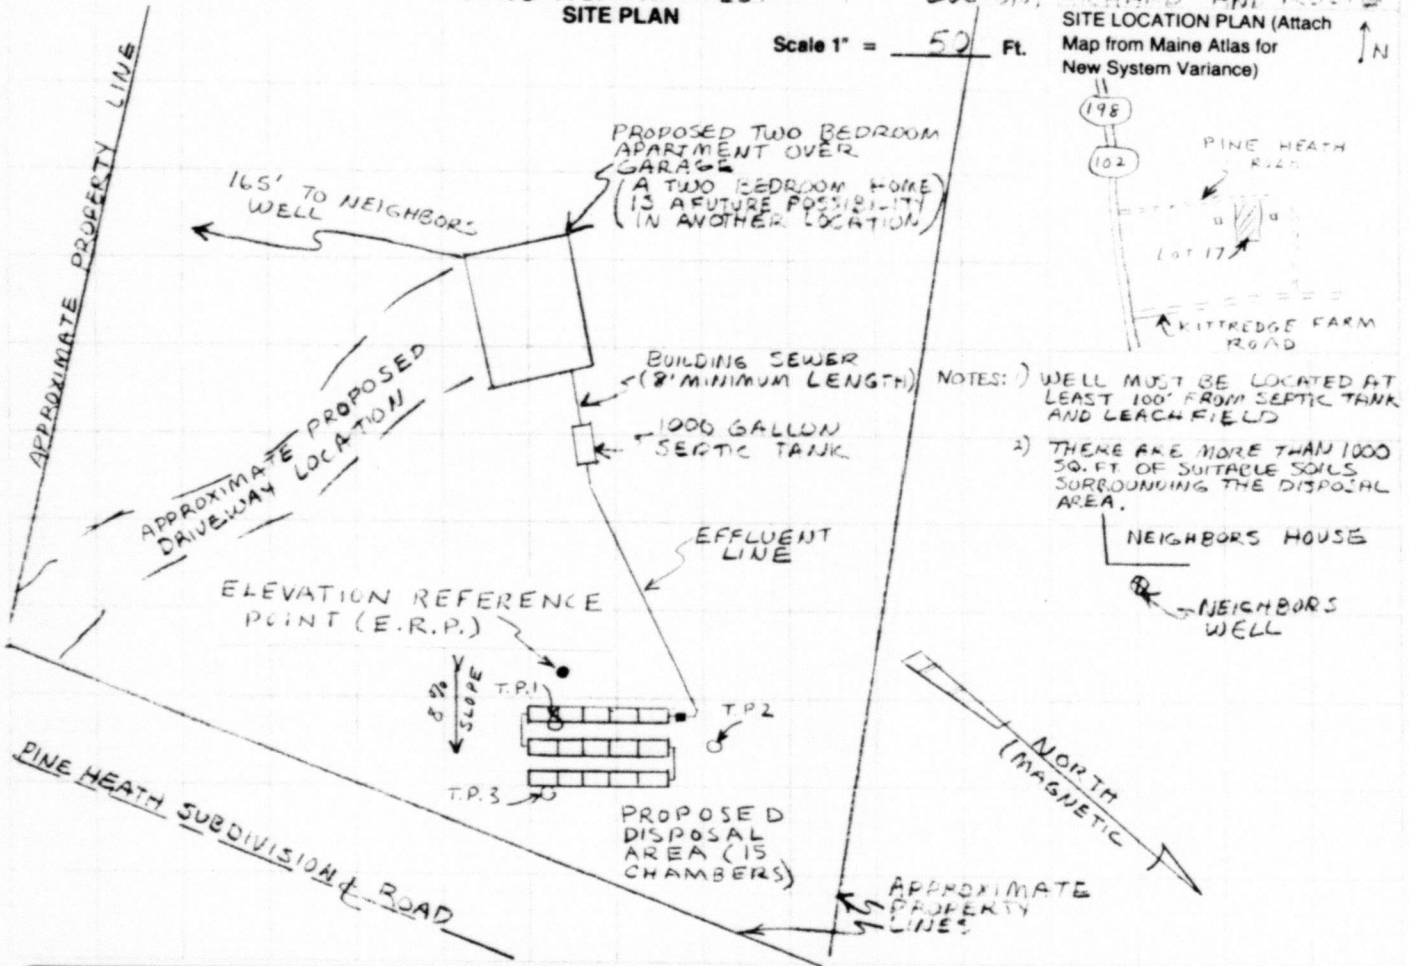 SITE PLAN
Scale 1" = 50 Ft.
SITE LOCATION PLAN (Attach
Map from Maine Atlas for
New System Variance)
N
198
102
PINE HEATH
ROAD
LOT 17
KITTREDGE FARM
ROAD
APPROXIMATE PROPERTY LINE
165' TO NEIGHBORS
WELL
PROPOSED TWO BEDROOM
APARTMENT OVER
GARAGE
(A TWO BEDROOM HOME
IS A FUTURE POSSIBILITY
IN ANOTHER LOCATION)
BUILDING SEWER
(8' MINIMUM LENGTH)
1000 GALLON
SEPTIC TANK
NOTES: 1) WELL MUST BE LOCATED AT
LEAST 100' FROM SEPTIC TANK
AND LEACH FIELD
2) THERE ARE MORE THAN 1000
SQ. FT. OF SUITABLE SOILS
SURROUNDING THE DISPOSAL
AREA.
APPROXIMATE PROPOSED
DRIVEWAY LOCATION
EFFLUENT
LINE
NEIGHBORS HOUSE
NEIGHBORS
WELL
ELEVATION REFERENCE
POINT (E.R.P.)
8%
SLOPE
T.P.1
T.P.2
T.P.3
PROPOSED
DISPOSAL
AREA (15
CHAMBERS)
NORTH
(MAGNETIC)
PINE HEATH SUBDIVISION ROAD
APPROXIMATE
PROPERTY
LINES